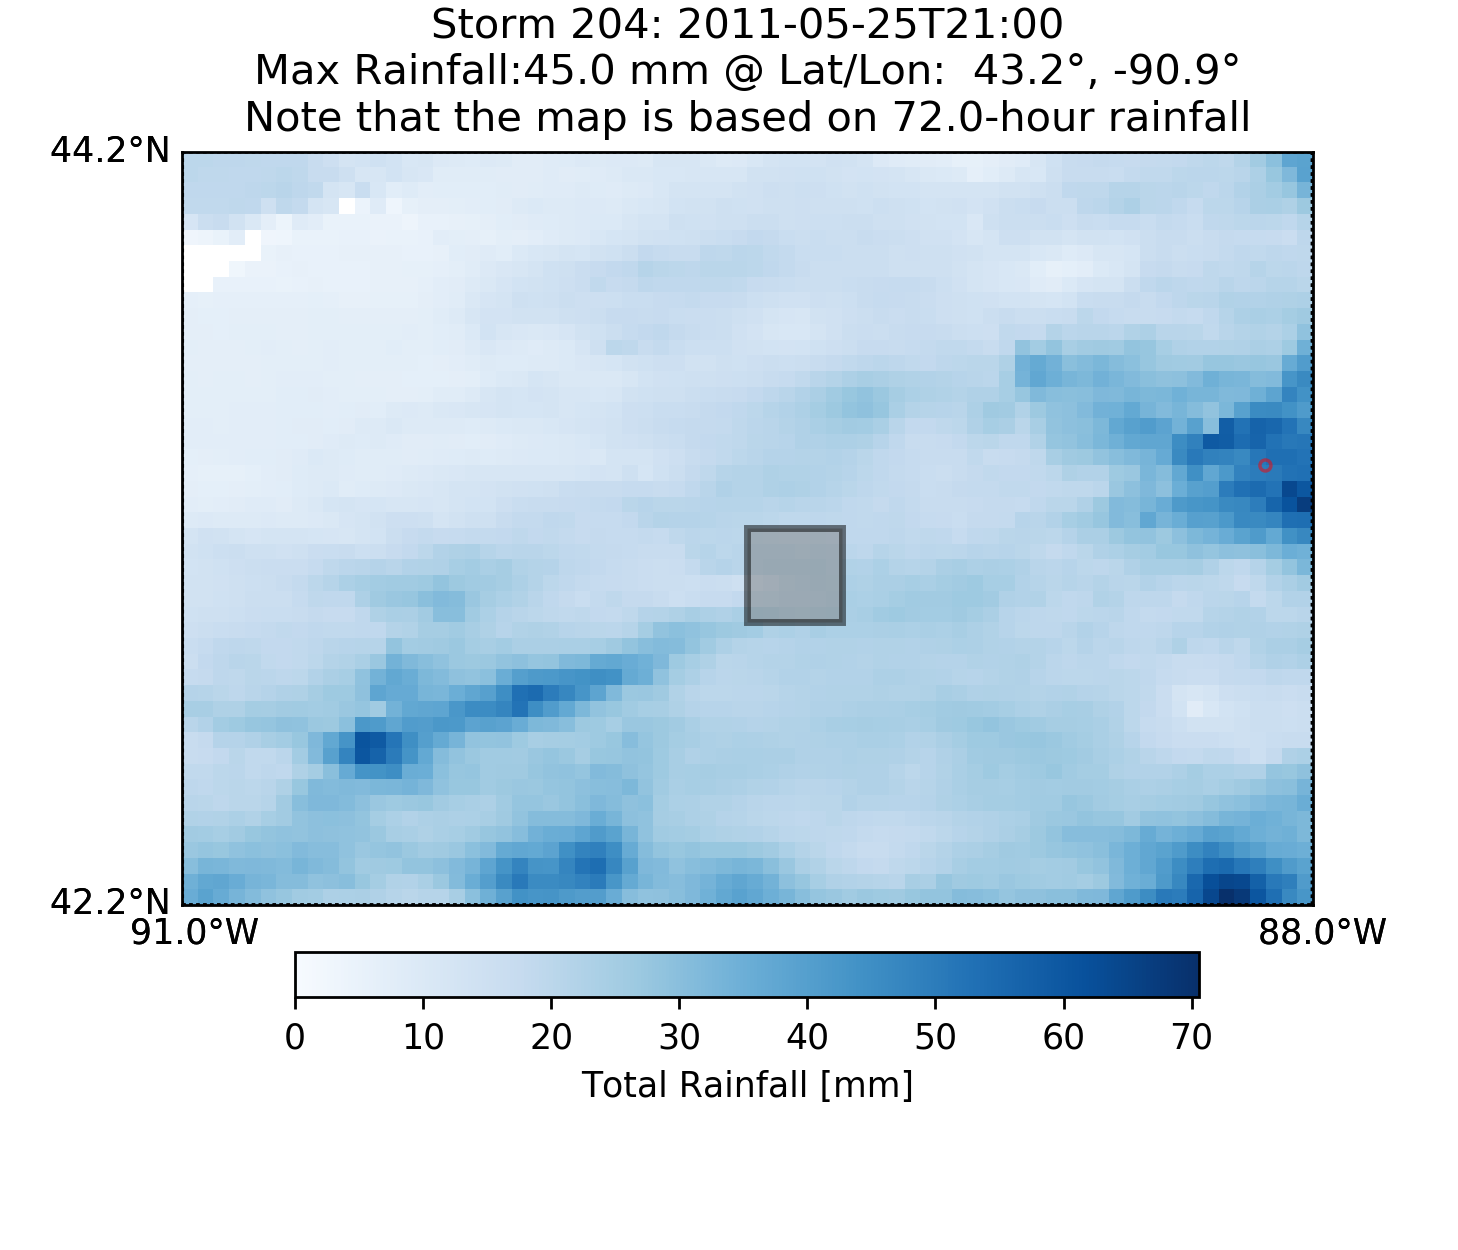 Storm 204: 2011-05-25T21:00
Max Rainfall:45.0 mm @ Lat/Lon:  43.2°, -90.9°
Note that the map is based on 72.0-hour rainfall
44.2°N
42.2°N
91.0°W 88.0°W
0 10 20 30 40 50 60 70
Total Rainfall [mm]